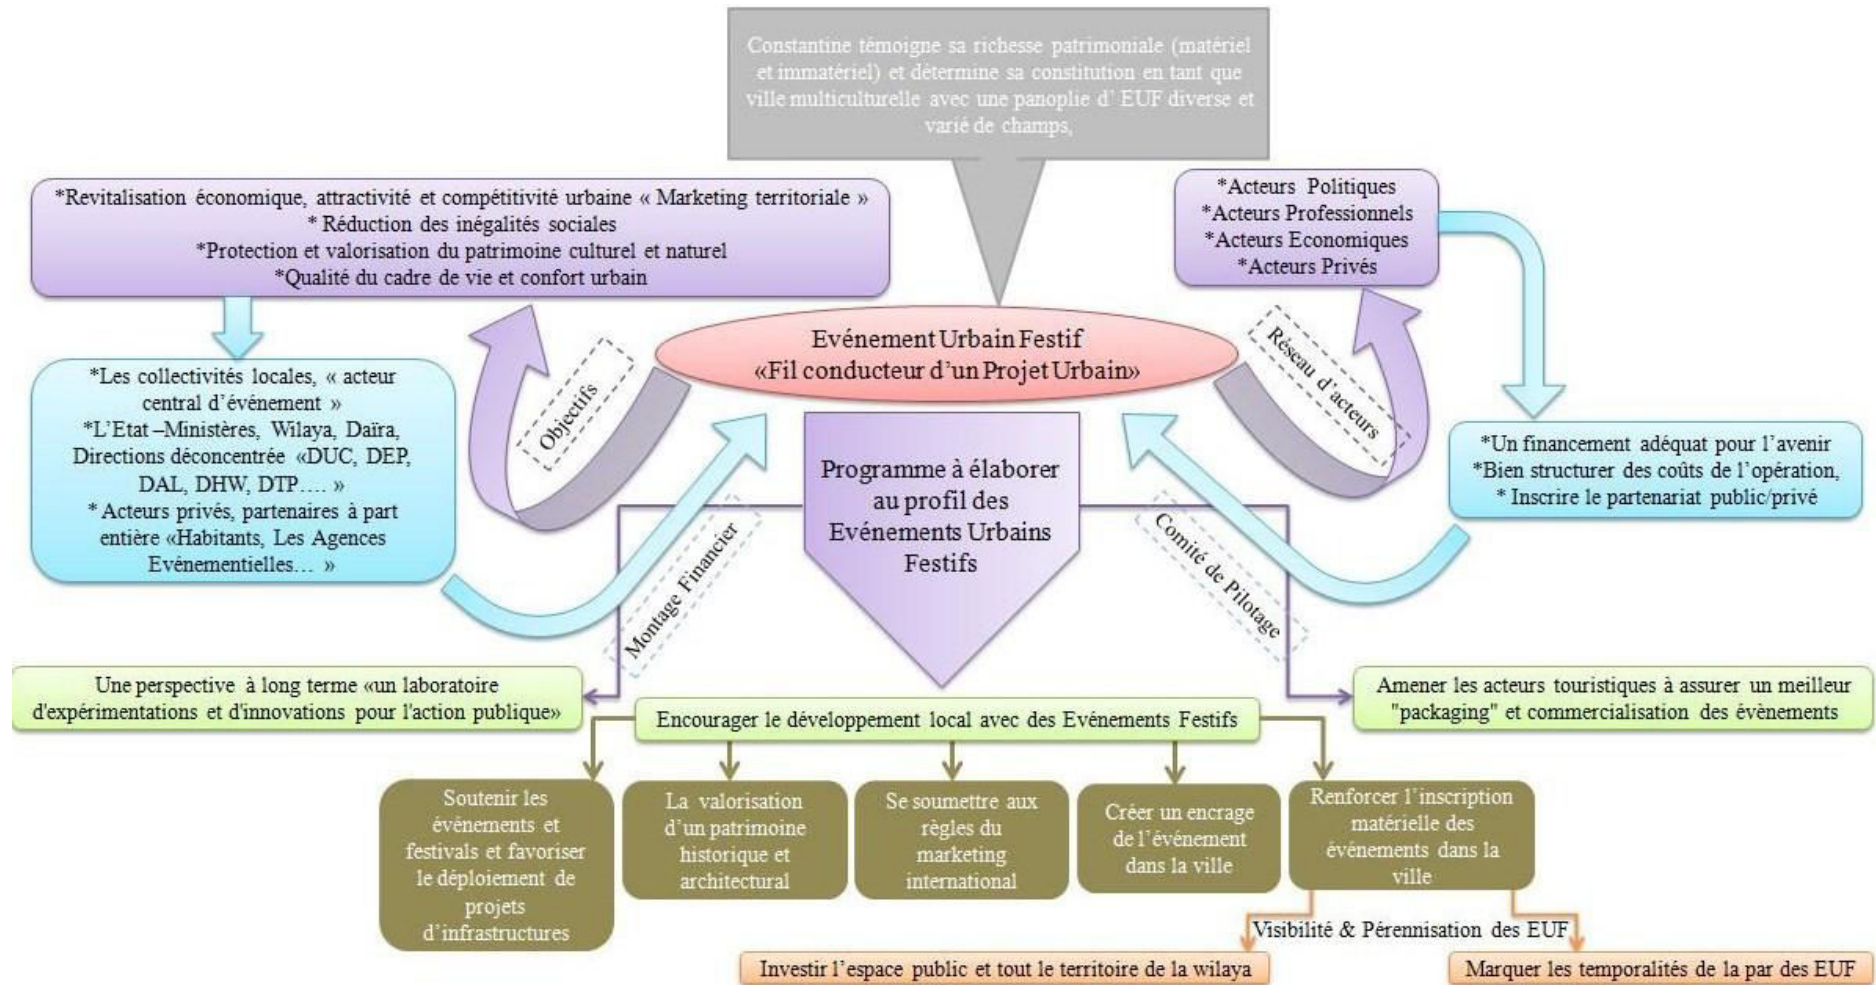 Constantine témoigne sa richesse patrimoniale (matériel
et immatériel) et détermine sa constitution en tant que
ville multiculturelle avec une panoplie d' EUF diverse et
varié de champs,
*Revitalisation économique, attractivité et compétitivité urbaine « Marketing territoriale »
* Réduction des inégalités sociales
*Protection et valorisation du patrimoine culturel et naturel
*Qualité du cadre de vie et confort urbain
*Acteurs Politiques
*Acteurs Professionnels
*Acteurs Economiques
*Acteurs Privés
Evénement Urbain Festif
«Fil conducteur d'un Projet Urbain»
Objectifs
Réseau d'acteurs
*Les collectivités locales, « acteur
central d'événement »
*L'Etat –Ministères, Wilaya, Daïra,
Directions déconcentrée «DUC, DEP,
DAL, DHW, DTP…. »
* Acteurs privés, partenaires à part
entière «Habitants, Les Agences
Evénementielles… »
*Un financement adéquat pour l'avenir
*Bien structurer des coûts de l'opération,
* Inscrire le partenariat public/privé
Programme à élaborer
au profil des
Evénements Urbains
Festifs
Montage Financier
Comité de Pilotage
Une perspective à long terme «un laboratoire
d'expérimentations et d'innovations pour l'action publique»
Amener les acteurs touristiques à assurer un meilleur
"packaging" et commercialisation des évènements
Encourager le développement local avec des Evénements Festifs
Soutenir les
événements et
festivals et favoriser
le déploiement de
projets
d'infrastructures
La valorisation
d'un patrimoine
historique et
architectural
Se soumettre aux
règles du
marketing
international
Créer un encrage
de l'événement
dans la ville
Renforcer l'inscription
matérielle des
événements dans la
ville
Visibilité & Pérennisation des EUF
Investir l'espace public et tout le territoire de la wilaya
Marquer les temporalités de la par des EUF